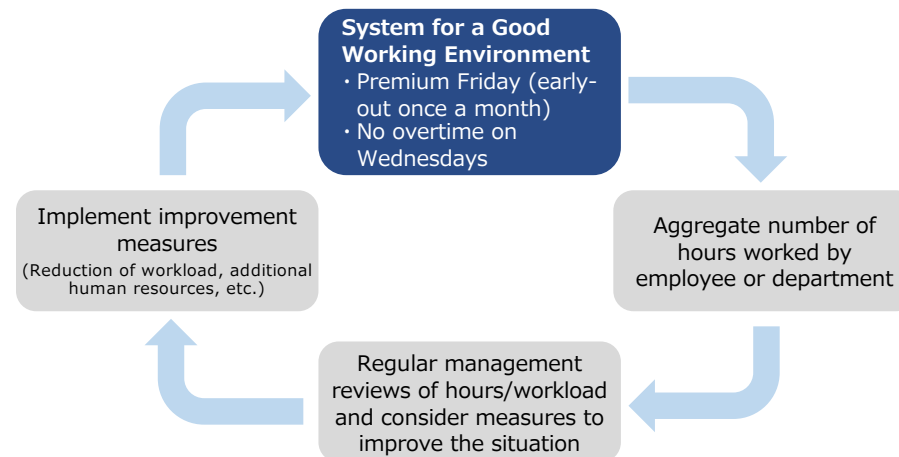 System for a Good
Working Environment
・Premium Friday (early-
out once a month)
・No overtime on
Wednesdays
Aggregate number of
hours worked by
employee or department
Regular management
reviews of hours/workload
and consider measures to
improve the situation
Implement improvement
measures
(Reduction of workload, additional
human resources, etc.)